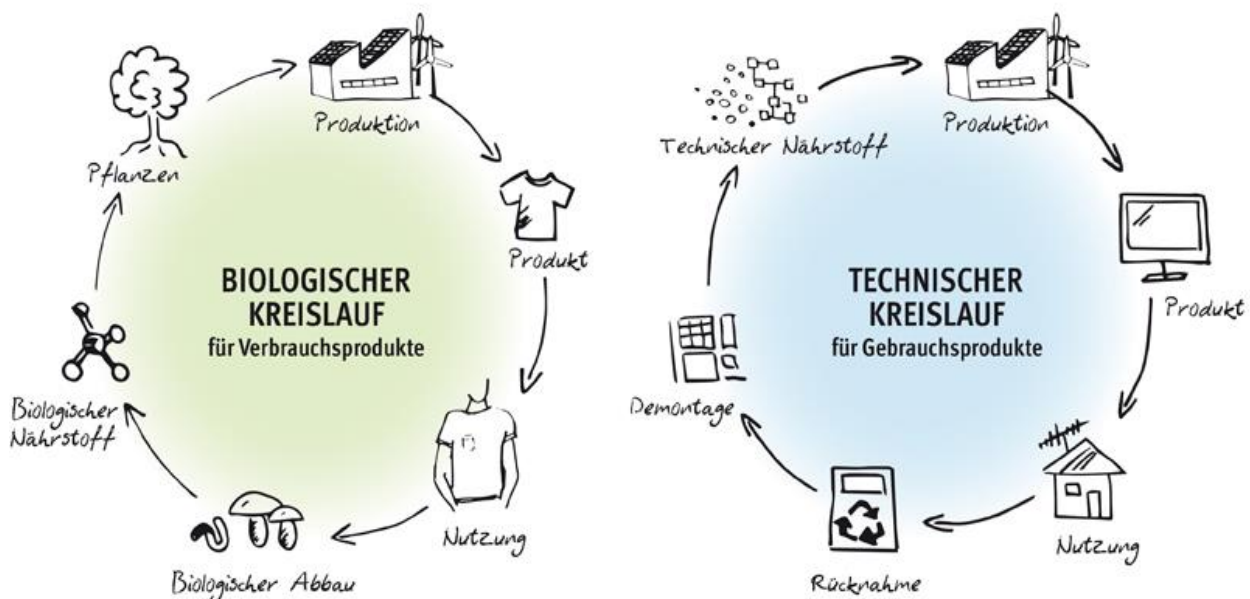 Produktion
Produkt
Nutzung
Biologischer Abbau
Biologischer
Nährstoff
Pflanzen
BIOLOGISCHER
KREISLAUF
für Verbrauchsprodukte
Produktion
Produkt
Nutzung
Rücknahme
Demontage
Technischer Nährstoff
TECHNISCHER
KREISLAUF
für Gebrauchsprodukte